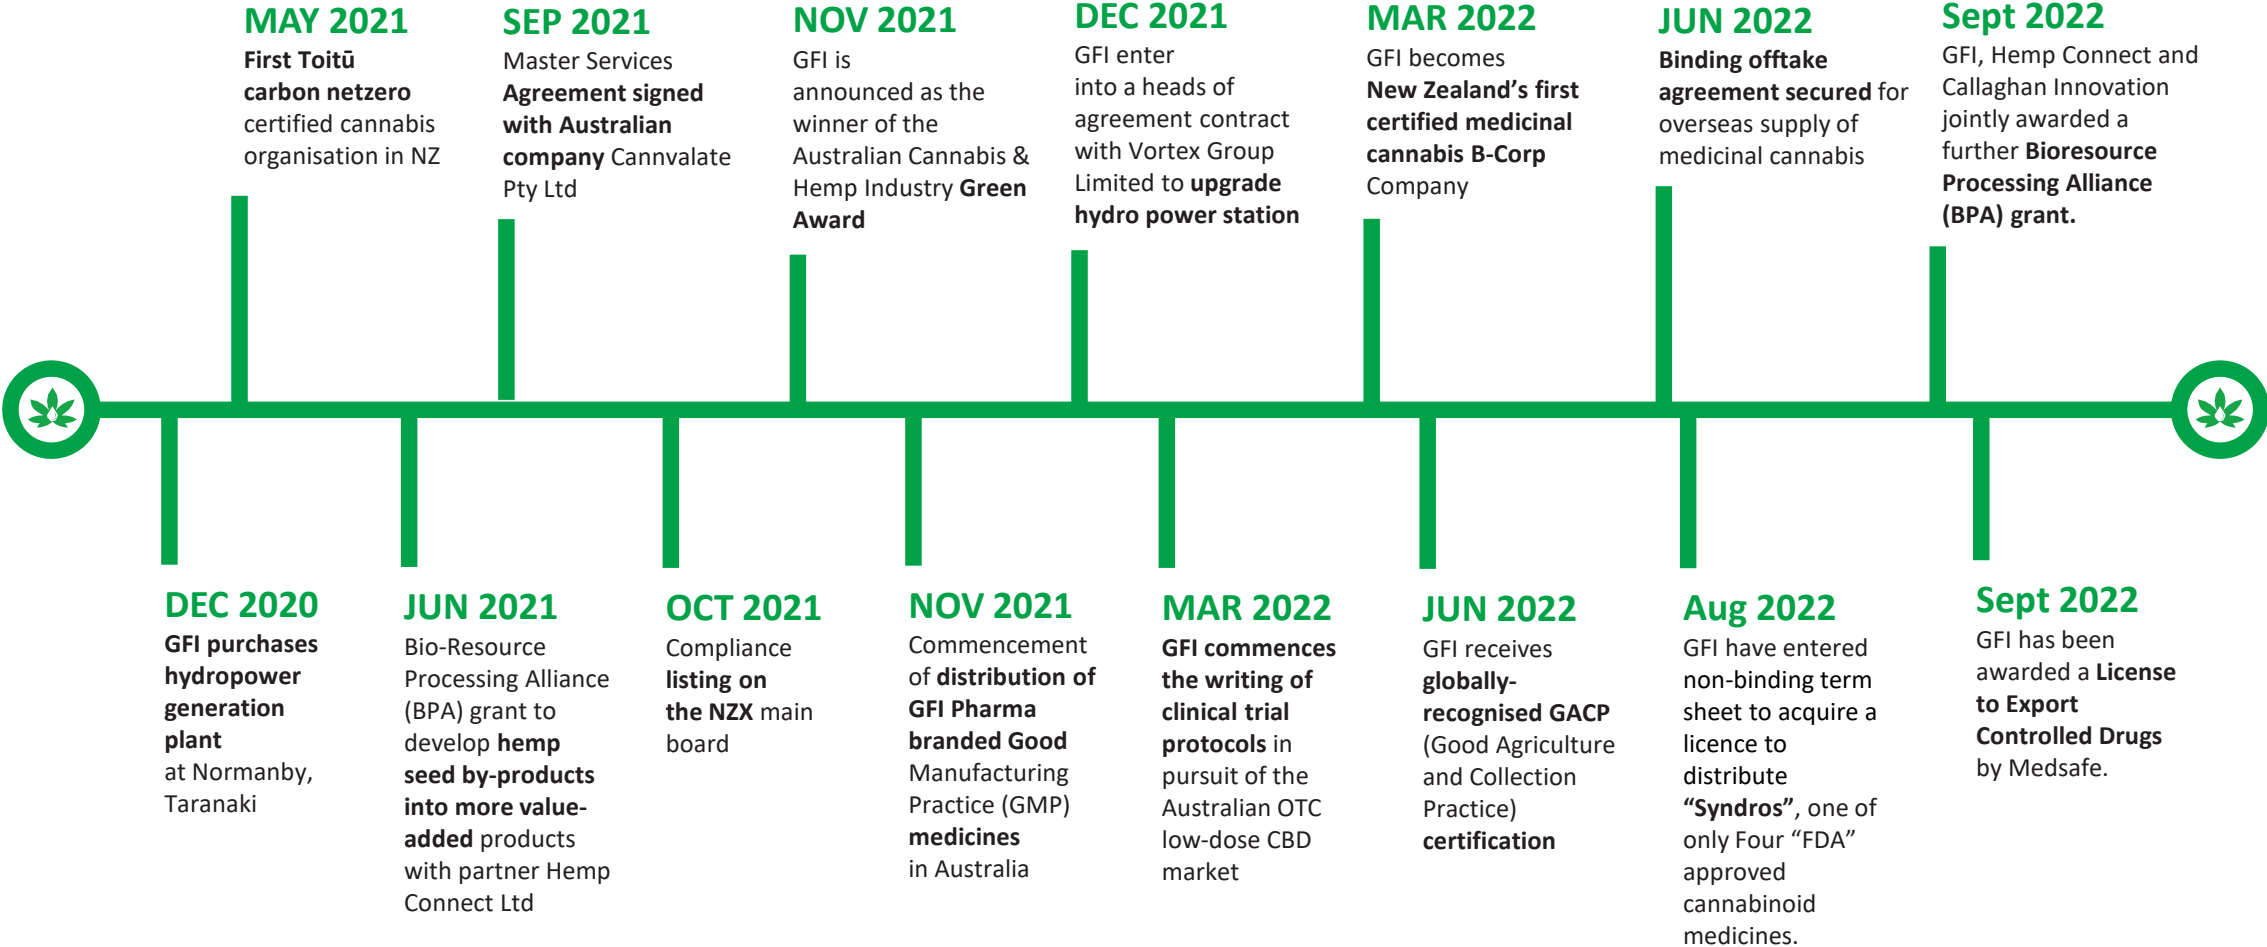 MAY 2021
First Toitū
carbon netzero
certified cannabis
organisation in NZ
SEP 2021
Master Services
Agreement signed
with Australian
company Cannvalate
Pty Ltd
NOV 2021
GFI is
announced as the
winner of the
Australian Cannabis &
Hemp Industry Green
Award
DEC 2021
GFI enter
into a heads of
agreement contract
with Vortex Group
Limited to upgrade
hydro power station
MAR 2022
GFI becomes
New Zealand’s first
certified medicinal
cannabis B-Corp
Company
JUN 2022
Binding offtake
agreement secured for
overseas supply of
medicinal cannabis
Sept 2022
GFI, Hemp Connect and
Callaghan Innovation
jointly awarded a
further Bioresource
Processing Alliance
(BPA) grant.
DEC 2020
GFI purchases
hydropower
generation
plant
at Normanby,
Taranaki
JUN 2021
Bio-Resource
Processing Alliance
(BPA) grant to
develop hemp
seed by-products
into more value-
added products
with partner Hemp
Connect Ltd
OCT 2021
Compliance
listing on
the NZX main
board
NOV 2021
Commencement
of distribution of
GFI Pharma
branded Good
Manufacturing
Practice (GMP)
medicines
in Australia
MAR 2022
GFI commences
the writing of
clinical trial
protocols in
pursuit of the
Australian OTC
low-dose CBD
market
JUN 2022
GFI receives
globally-
recognised GACP
(Good Agriculture
and Collection
Practice)
certification
Aug 2022
GFI have entered
non-binding term
sheet to acquire a
licence to
distribute
“Syndros”, one of
only Four “FDA”
approved
cannabinoid
medicines.
Sept 2022
GFI has been
awarded a License
to Export
Controlled Drugs
by Medsafe.